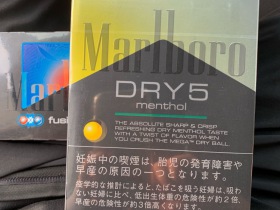 Marlboro
Marlboro
DRY 5
menthol
fusi
THE ABSOLUTE SHARP & CRISP
REFRESHING DRY MENTHOL TASTE
WITH A TWIST OF FLAVOR WHEN
YOU CRUSH THE MEGA™ DRY BALL.
妊娠中の喫煙は、胎児の発育障害や
早産の原因の一つとなります。
疫学的な推計によると、たばこを吸う妊婦は、吸わ
ない妊婦に比べ、低出生体重の危険性が約2倍、
早産の危険性が約3倍高くなります。